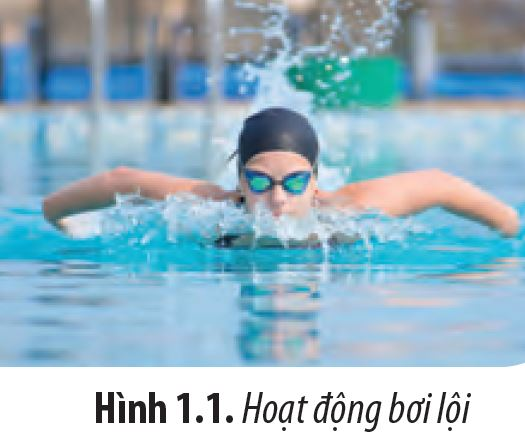 Hình 1.1. Hoạt động bơi lội